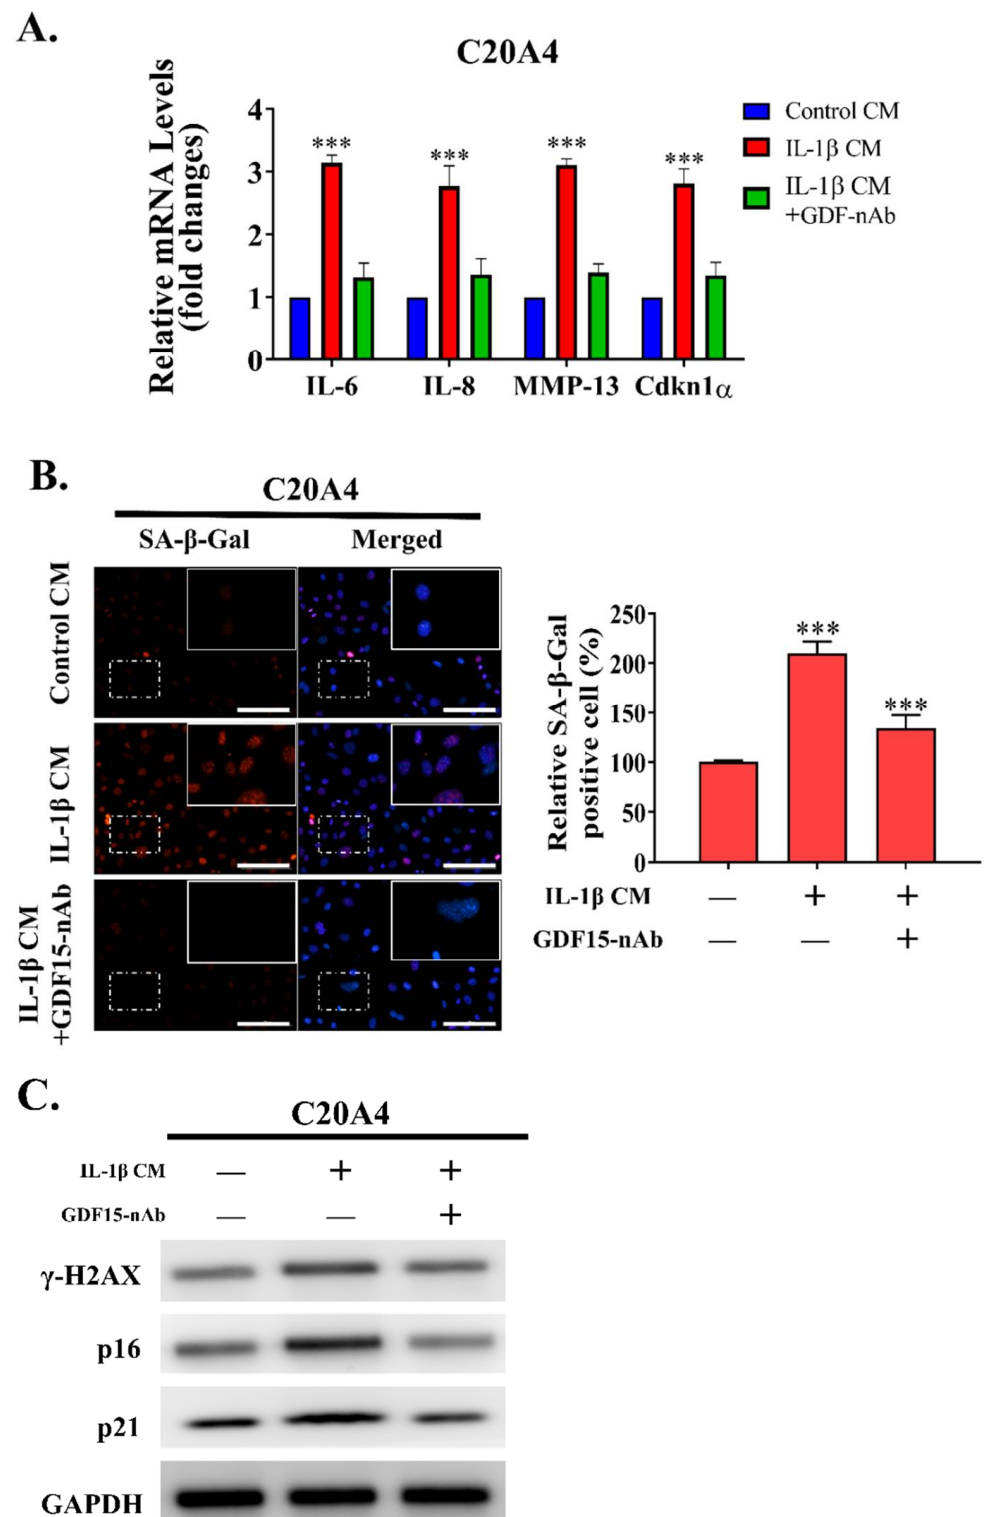 A.
C20A4
Relative mRNA Levels
(fold changes)
4
3
2
1
0
***
***
***
***
IL-6
IL-8
MMP-13
Cdkn1α
Control CM
IL-1β CM
IL-1β CM
+GDF-nAb
B.
C20A4
SA-β-Gal
Merged
Control CM
IL-1β CM
IL-1β CM
+GDF15-nAb
Relative SA-β-Gal
positive cell (%)
250
200
150
100
50
0
***
***
IL-1β CM — + +
GDF15-nAb — — +
C.
C20A4
IL-1β CM — + +
GDF15-nAb — — +
γ-H2AX
p16
p21
GAPDH